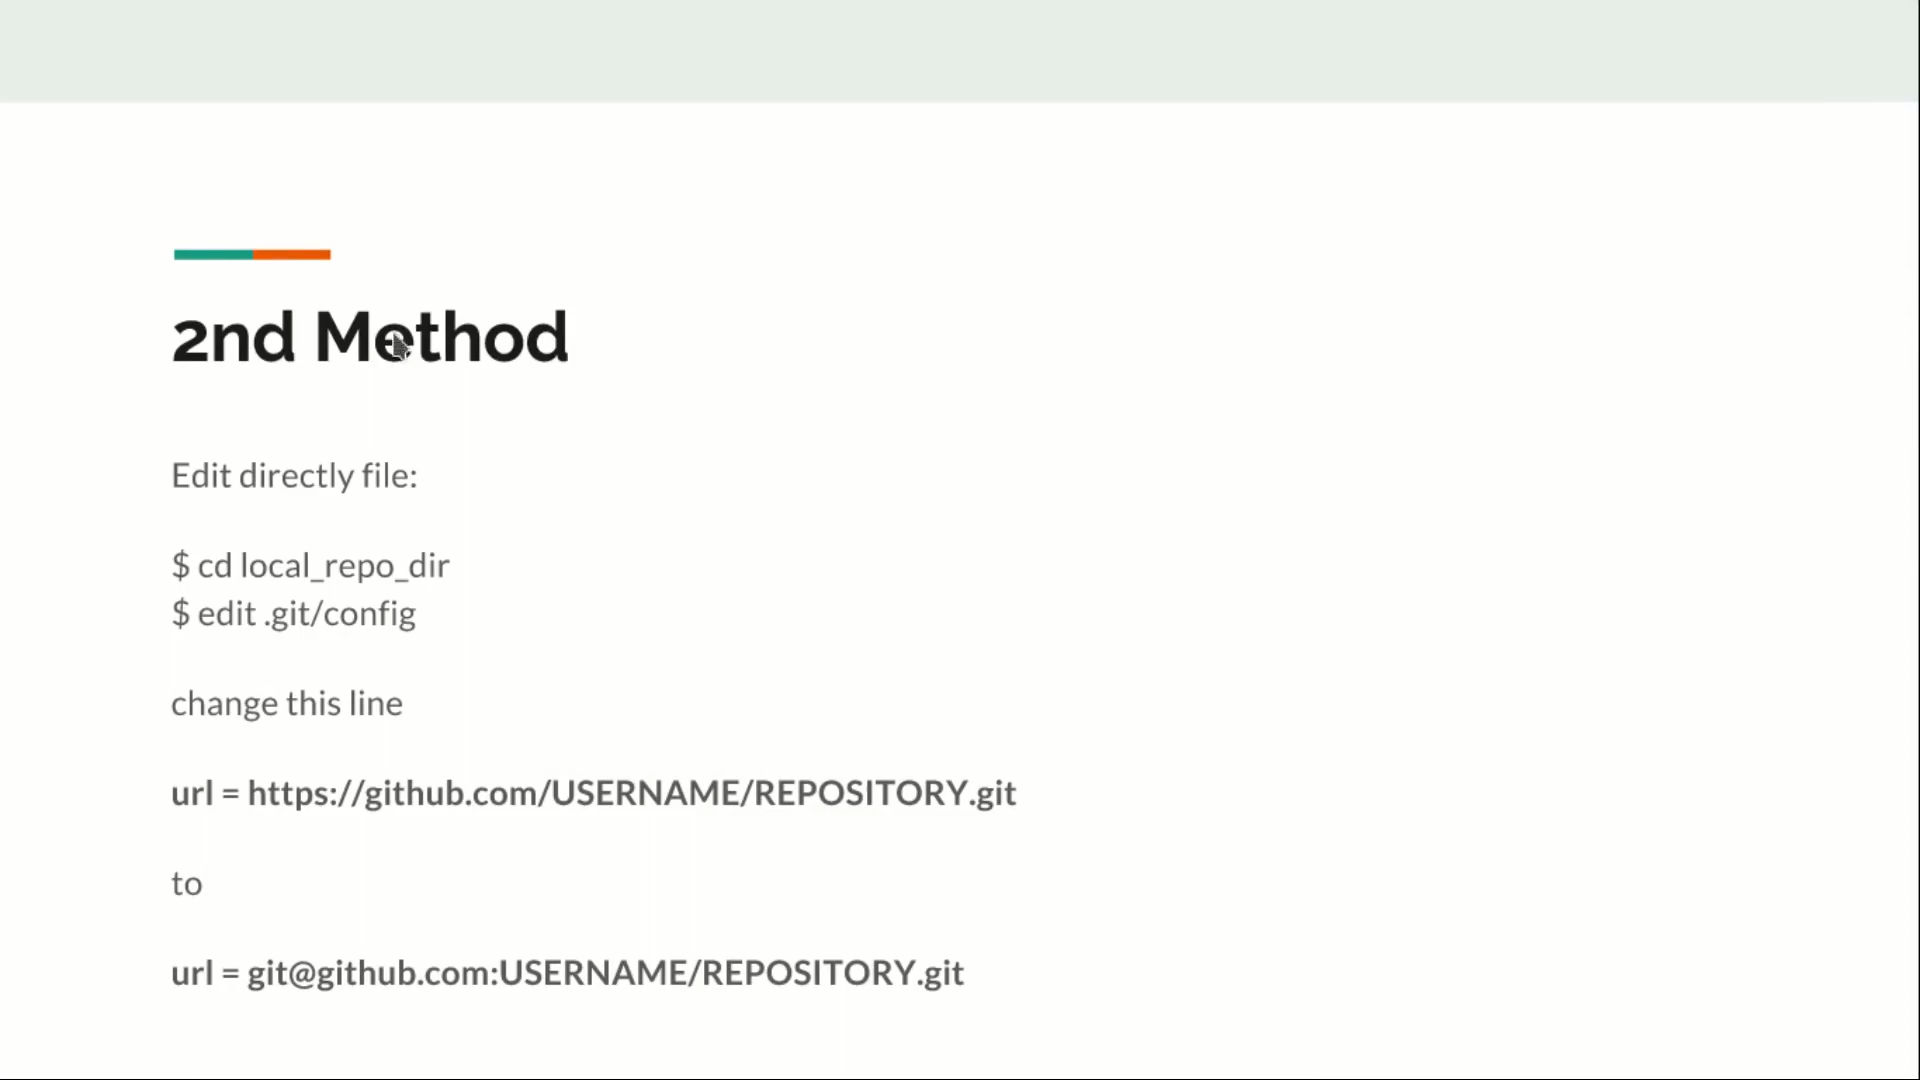 2nd Method
Edit directly file:
$ cd local_repo_dir
$ edit .git/config
change this line
url = https://github.com/USERNAME/REPOSITORY.git
to
url = git@github.com:USERNAME/REPOSITORY.git